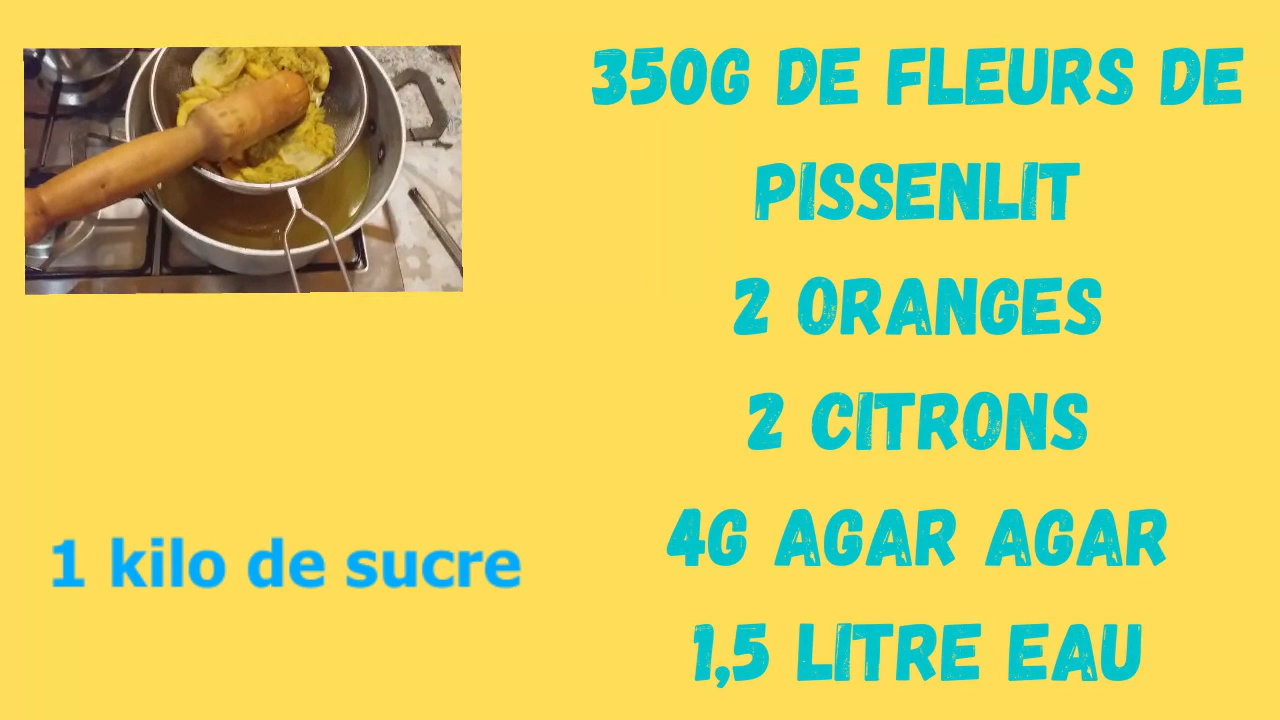 350G DE FLEURS DE
PISSENLIT
2 ORANGES
2 CITRONS
4G AGAR AGAR
1,5 LITRE EAU
1 kilo de sucre